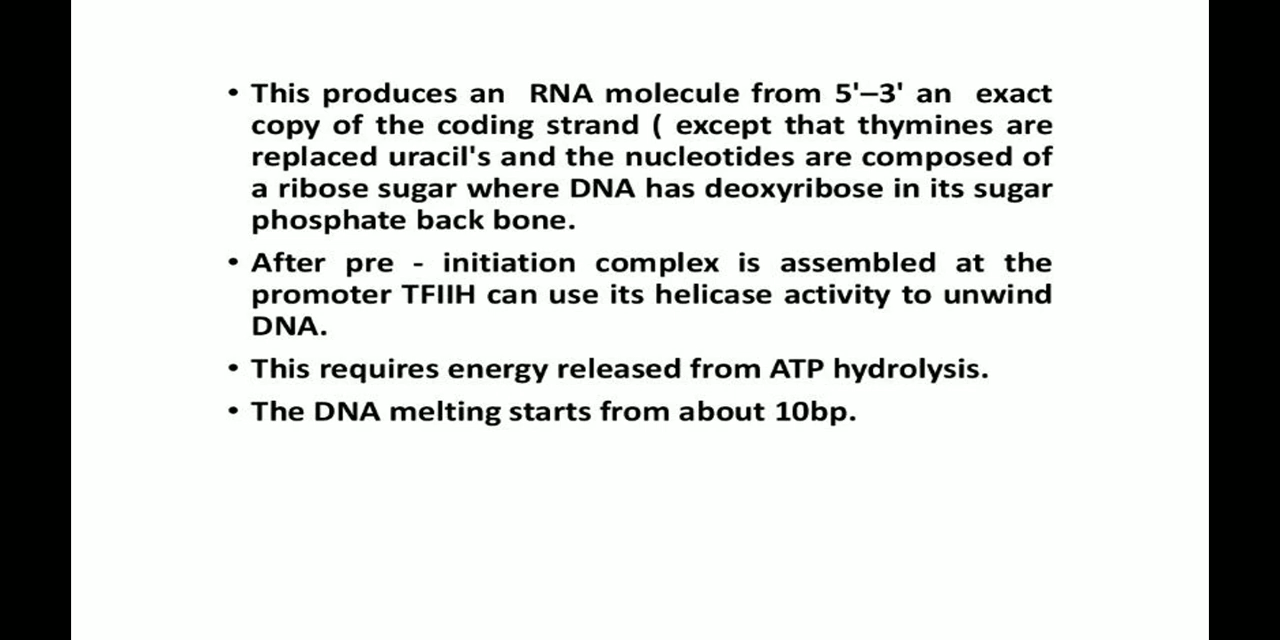 • This produces an RNA molecule from 5'–3' an exact
copy of the coding strand ( except that thymines are
replaced uracil's and the nucleotides are composed of
a ribose sugar where DNA has deoxyribose in its sugar
phosphate back bone.
• After pre - initiation complex is assembled at the
promoter TFIIH can use its helicase activity to unwind
DNA.
• This requires energy released from ATP hydrolysis.
• The DNA melting starts from about 10bp.